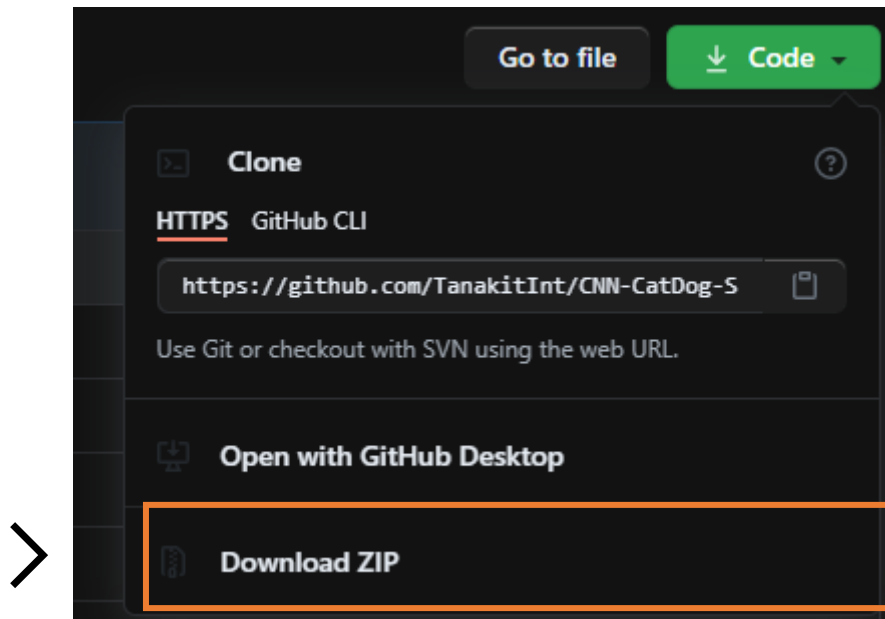 Go to file
Code
Clone
HTTPS GitHub CLI
https://github.com/TanakitInt/CNN-CatDog-S
Use Git or checkout with SVN using the web URL.
Open with GitHub Desktop
Download ZIP